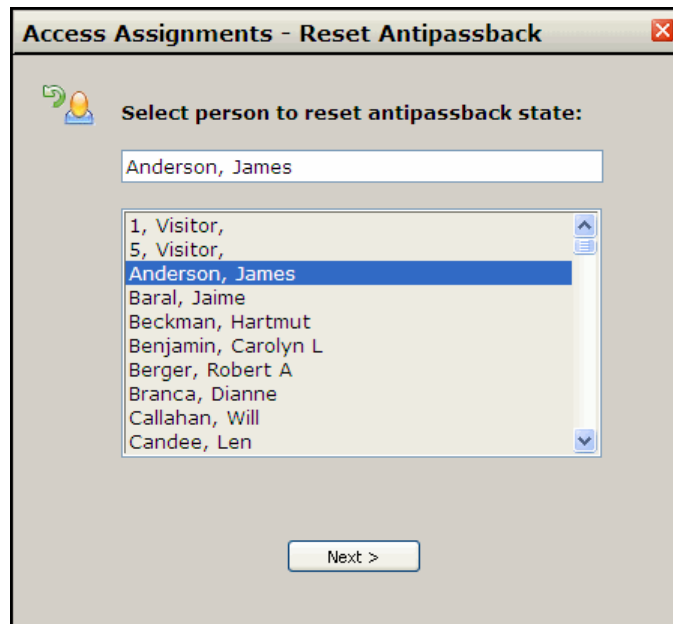 Access Assignments - Reset Antipassback
Select person to reset antipassback state:
Anderson, James
1, Visitor,
5, Visitor,
Anderson, James
Baral, Jaime
Beckman, Hartmut
Benjamin, Carolyn L
Berger, Robert A
Branca, Dianne
Callahan, Will
Candee, Len
Next >